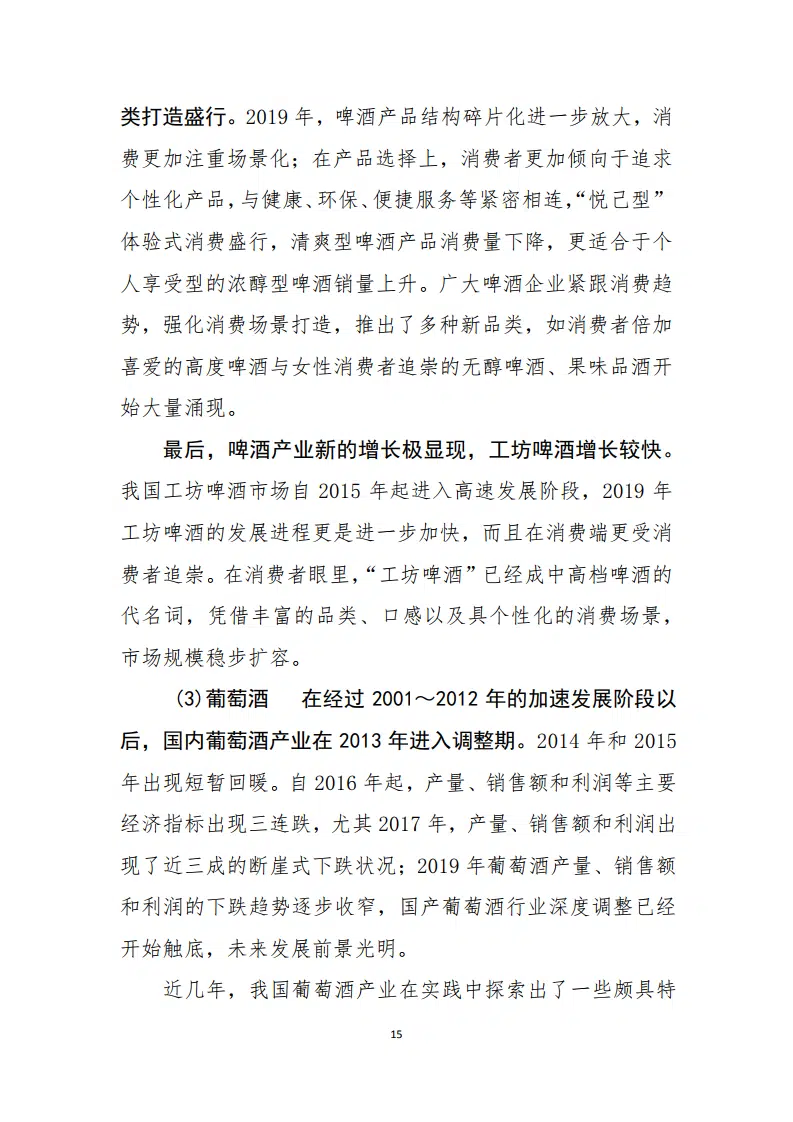 类打造盛行。2019 年，啤酒产品结构碎片化进一步放大，消
费更加注重场景化；在产品选择上，消费者更加倾向于追求
个性化产品，与健康、环保、便捷服务等紧密相连，“悦己型”
体验式消费盛行，清爽型啤酒产品消费量下降，更适合于个
人享受型的浓醇型啤酒销量上升。广大啤酒企业紧跟消费趋
势，强化消费场景打造，推出了多种新品类，如消费者倍加
喜爱的高度啤酒与女性消费者追崇的无醇啤酒、果味品酒开
始大量涌现。
最后，啤酒产业新的增长极显现，工坊啤酒增长较快。
我国工坊啤酒市场自 2015 年起进入高速发展阶段，2019 年
工坊啤酒的发展进程更是进一步加快，而且在消费端更受消
费者追崇。在消费者眼里，“工坊啤酒”已经成中高档啤酒的
代名词，凭借丰富的品类、口感以及具个性化的消费场景，
市场规模稳步扩容。
(3)葡萄酒 在经过 2001～2012 年的加速发展阶段以
后，国内葡萄酒产业在 2013 年进入调整期。2014 年和 2015
年出现短暂回暖。自 2016 年起，产量、销售额和利润等主要
经济指标出现三连跌，尤其 2017 年，产量、销售额和利润出
现了近三成的断崖式下跌状况；2019 年葡萄酒产量、销售额
和利润的下跌趋势逐步收窄，国产葡萄酒行业深度调整已经
开始触底，未来发展前景光明。
近几年，我国葡萄酒产业在实践中探索出了一些颇具特
15